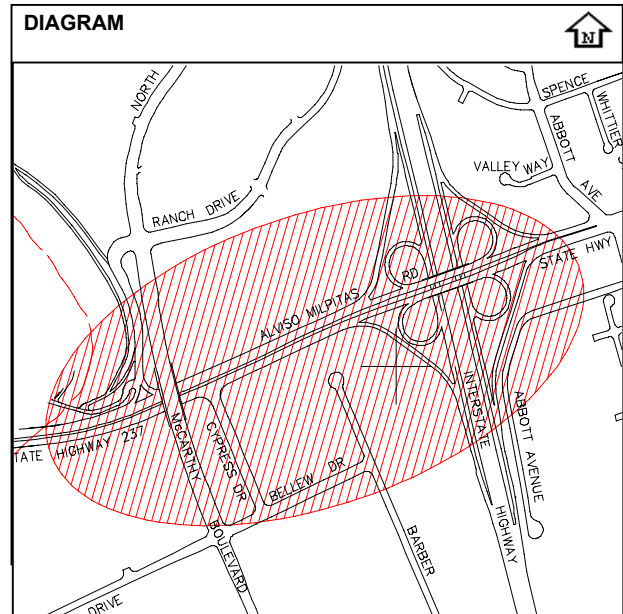 DIAGRAM
N
NORTH
SPENCE
ABBOTT
AVE
WHITTIER
VALLEY WAY
RANCH DRIVE
STATE HWY
ALVISO MILPITAS RD
TATE HIGHWAY 237
McCARTHY
BOULEVARD
CYPRESS DR
BELLEW DR
INTERSTATE
HIGHWAY
ABBOTT AVENUE
BARBER
DRIVE